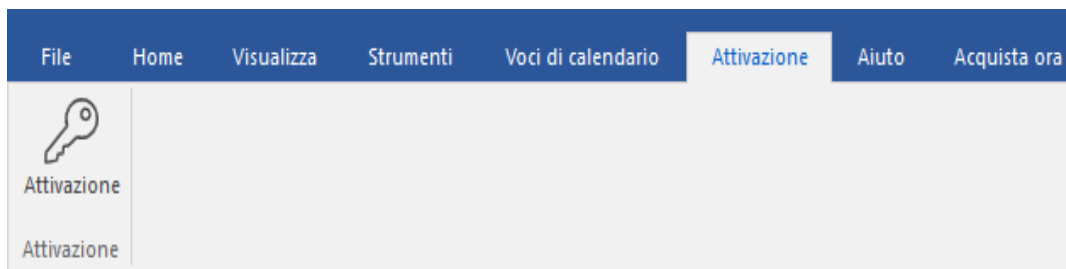 File Home Visualizza Strumenti Voci di calendario Attivazione Aiuto Acquista ora
Attivazione
Attivazione